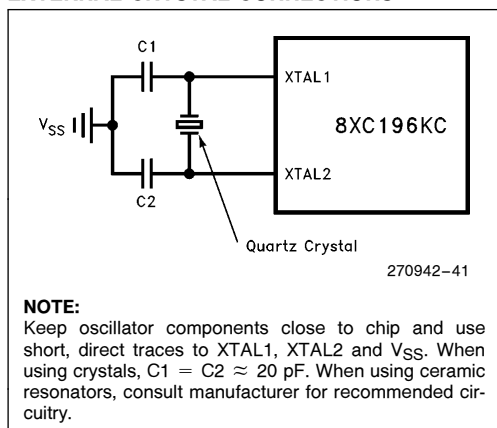 C1
XTAL1
VSS
8XC196KC
XTAL2
C2
Quartz Crystal
270942-41
NOTE:
Keep oscillator components close to chip and use
short, direct traces to XTAL1, XTAL2 and VSS. When
using crystals, C1 = C2 ≈ 20 pF. When using ceramic
resonators, consult manufacturer for recommended cir-
cuitry.